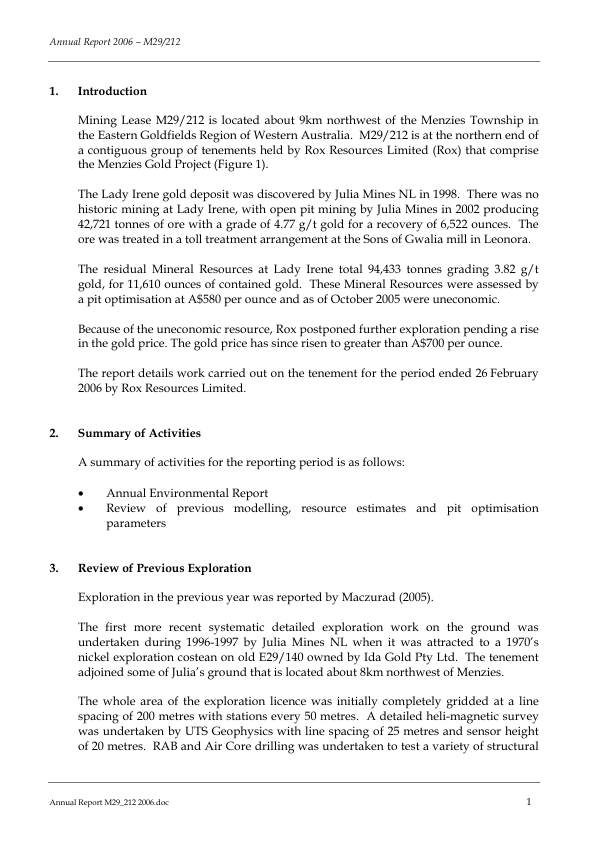 Annual Report 2006 – M29/212
1. Introduction
Mining Lease M29/212 is located about 9km northwest of the Menzies Township in
the Eastern Goldfields Region of Western Australia.  M29/212 is at the northern end of
a contiguous group of tenements held by Rox Resources Limited (Rox) that comprise
the Menzies Gold Project (Figure 1).
The Lady Irene gold deposit was discovered by Julia Mines NL in 1998.  There was no
historic mining at Lady Irene, with open pit mining by Julia Mines in 2002 producing
42,721 tonnes of ore with a grade of 4.77 g/t gold for a recovery of 6,522 ounces.  The
ore was treated in a toll treatment arrangement at the Sons of Gwalia mill in Leonora.
The residual Mineral Resources at Lady Irene total 94,433 tonnes grading 3.82 g/t
gold, for 11,610 ounces of contained gold.  These Mineral Resources were assessed by
a pit optimisation at A$580 per ounce and as of October 2005 were uneconomic.
Because of the uneconomic resource, Rox postponed further exploration pending a rise
in the gold price. The gold price has since risen to greater than A$700 per ounce.
The report details work carried out on the tenement for the period ended 26 February
2006 by Rox Resources Limited.
2. Summary of Activities
A summary of activities for the reporting period is as follows:
• Annual Environmental Report
• Review of previous modelling, resource estimates and pit optimisation
parameters
3. Review of Previous Exploration
Exploration in the previous year was reported by Maczurad (2005).
The first more recent systematic detailed exploration work on the ground was
undertaken during 1996-1997 by Julia Mines NL when it was attracted to a 1970's
nickel exploration costean on old E29/140 owned by Ida Gold Pty Ltd.  The tenement
adjoined some of Julia's ground that is located about 8km northwest of Menzies.
The whole area of the exploration licence was initially completely gridded at a line
spacing of 200 metres with stations every 50 metres.  A detailed heli-magnetic survey
was undertaken by UTS Geophysics with line spacing of 25 metres and sensor height
of 20 metres.  RAB and Air Core drilling was undertaken to test a variety of structural
Annual Report M29_212 2006.doc 1